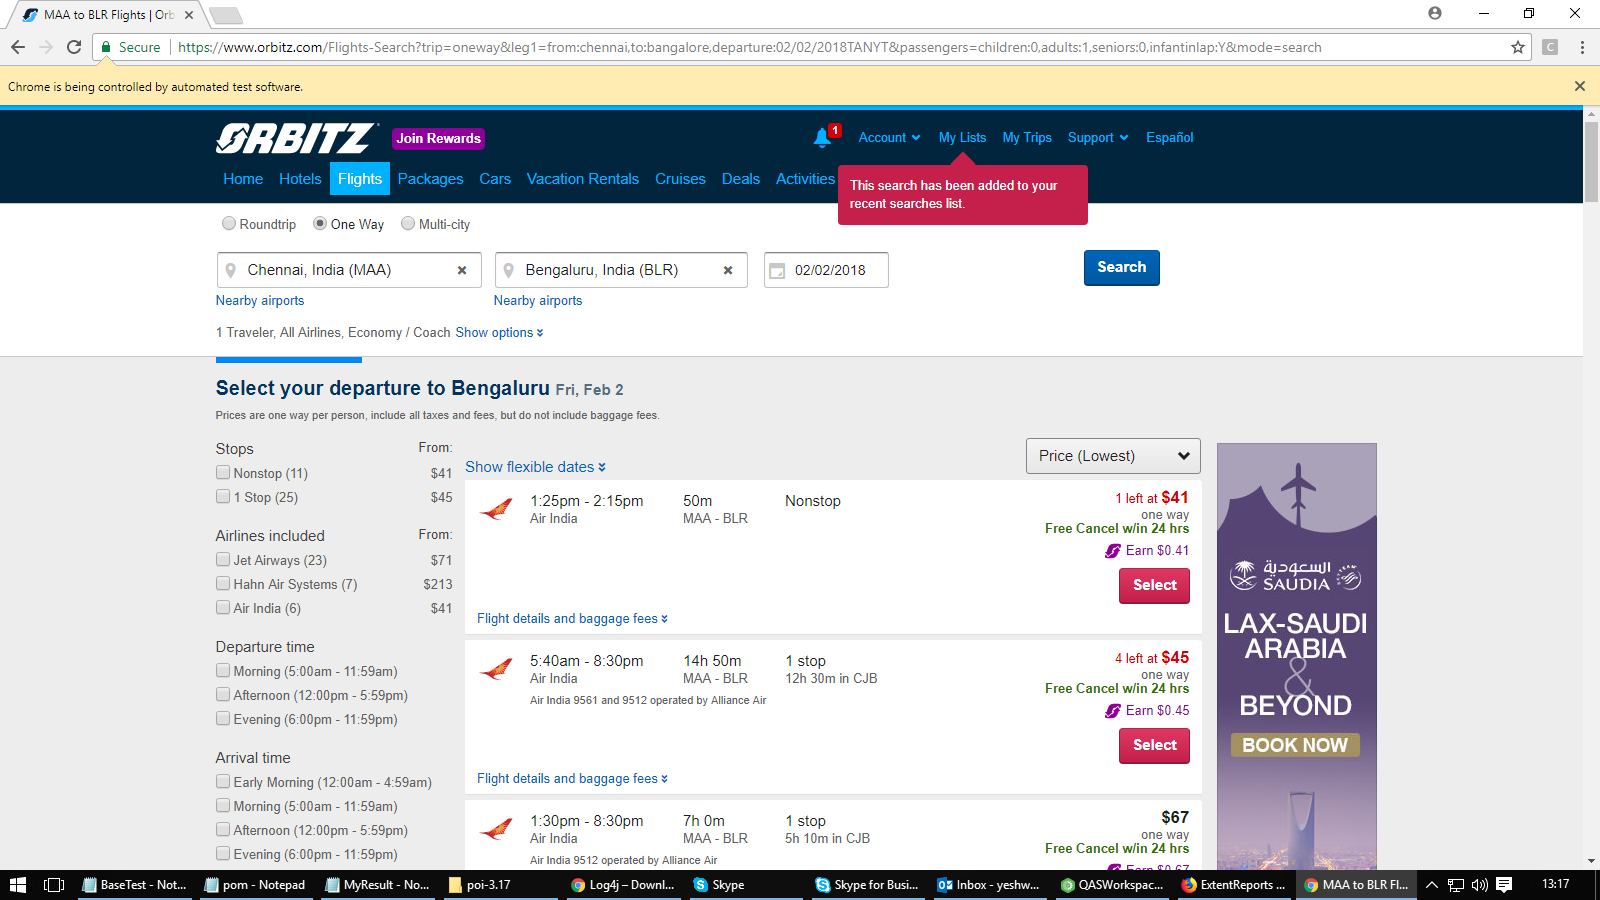 MAA to BLR Flights | Orb
Secure
https://www.orbitz.com/Flights-Search?trip=oneway&leg1=from:chennai,to:bangalore,departure:02/02/2018TANYT&passengers=children:0,adults:1,seniors:0,infantinlap:Y&mode=search
C
Chrome is being controlled by automated test software.
ORBITZ
Join Rewards
1
Account
My Lists
My Trips
Support
Español
Home
Hotels
Flights
Packages
Cars
Vacation Rentals
Cruises
Deals
Activities
This search has been added to your
recent searches list.
Roundtrip
One Way
Multi-city
Chennai, India (MAA)
Bengaluru, India (BLR)
02/02/2018
Search
Nearby airports
Nearby airports
1 Traveler, All Airlines, Economy / Coach Show options
Select your departure to Bengaluru Fri, Feb 2
Prices are one way per person, include all taxes and fees, but do not include baggage fees.
Stops From:
Nonstop (11) $41
1 Stop (25) $45
Airlines included From:
Jet Airways (23) $71
Hahn Air Systems (7) $213
Air India (6) $41
Departure time
Morning (5:00am - 11:59am)
Afternoon (12:00pm - 5:59pm)
Evening (6:00pm - 11:59pm)
Arrival time
Early Morning (12:00am - 4:59am)
Morning (5:00am - 11:59am)
Afternoon (12:00pm - 5:59pm)
Evening (6:00pm - 11:59pm)
Show flexible dates
Price (Lowest)
1:25pm - 2:15pm 50m Nonstop 1 left at $41
Air India MAA - BLR one way
Free Cancel w/in 24 hrs
Earn $0.41
Select
Flight details and baggage fees
5:40am - 8:30pm 14h 50m 1 stop 4 left at $45
Air India MAA - BLR 12h 30m in CJB one way
Free Cancel w/in 24 hrs
Air India 9561 and 9512 operated by Alliance Air
Earn $0.45
Select
Flight details and baggage fees
1:30pm - 8:30pm 7h 0m 1 stop $67
Air India MAA - BLR 5h 10m in CJB one way
Free Cancel w/in 24 hrs
Air India 9512 operated by Alliance Air
Earn $0.67
السعودية
SAUDIA
LAX-SAUDI
ARABIA
&
BEYOND
BOOK NOW
BaseTest - Not...
pom - Notepad
MyResult - No...
poi-3.17
Log4j – Downl...
Skype
Skype for Busi...
Inbox - yeshw...
QASWorkspac...
ExtentReports ...
MAA to BLR Fl...
13:17